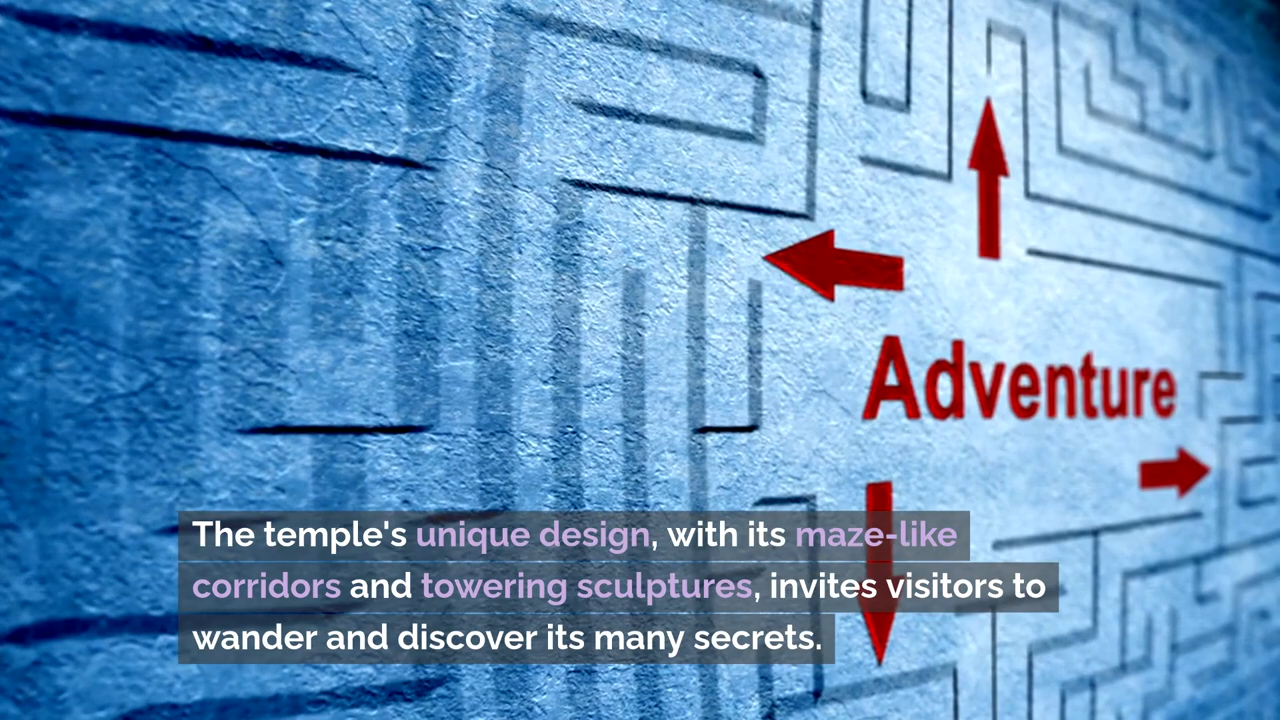 Adventure
The temple's unique design, with its maze-like
corridors and towering sculptures, invites visitors to
wander and discover its many secrets.